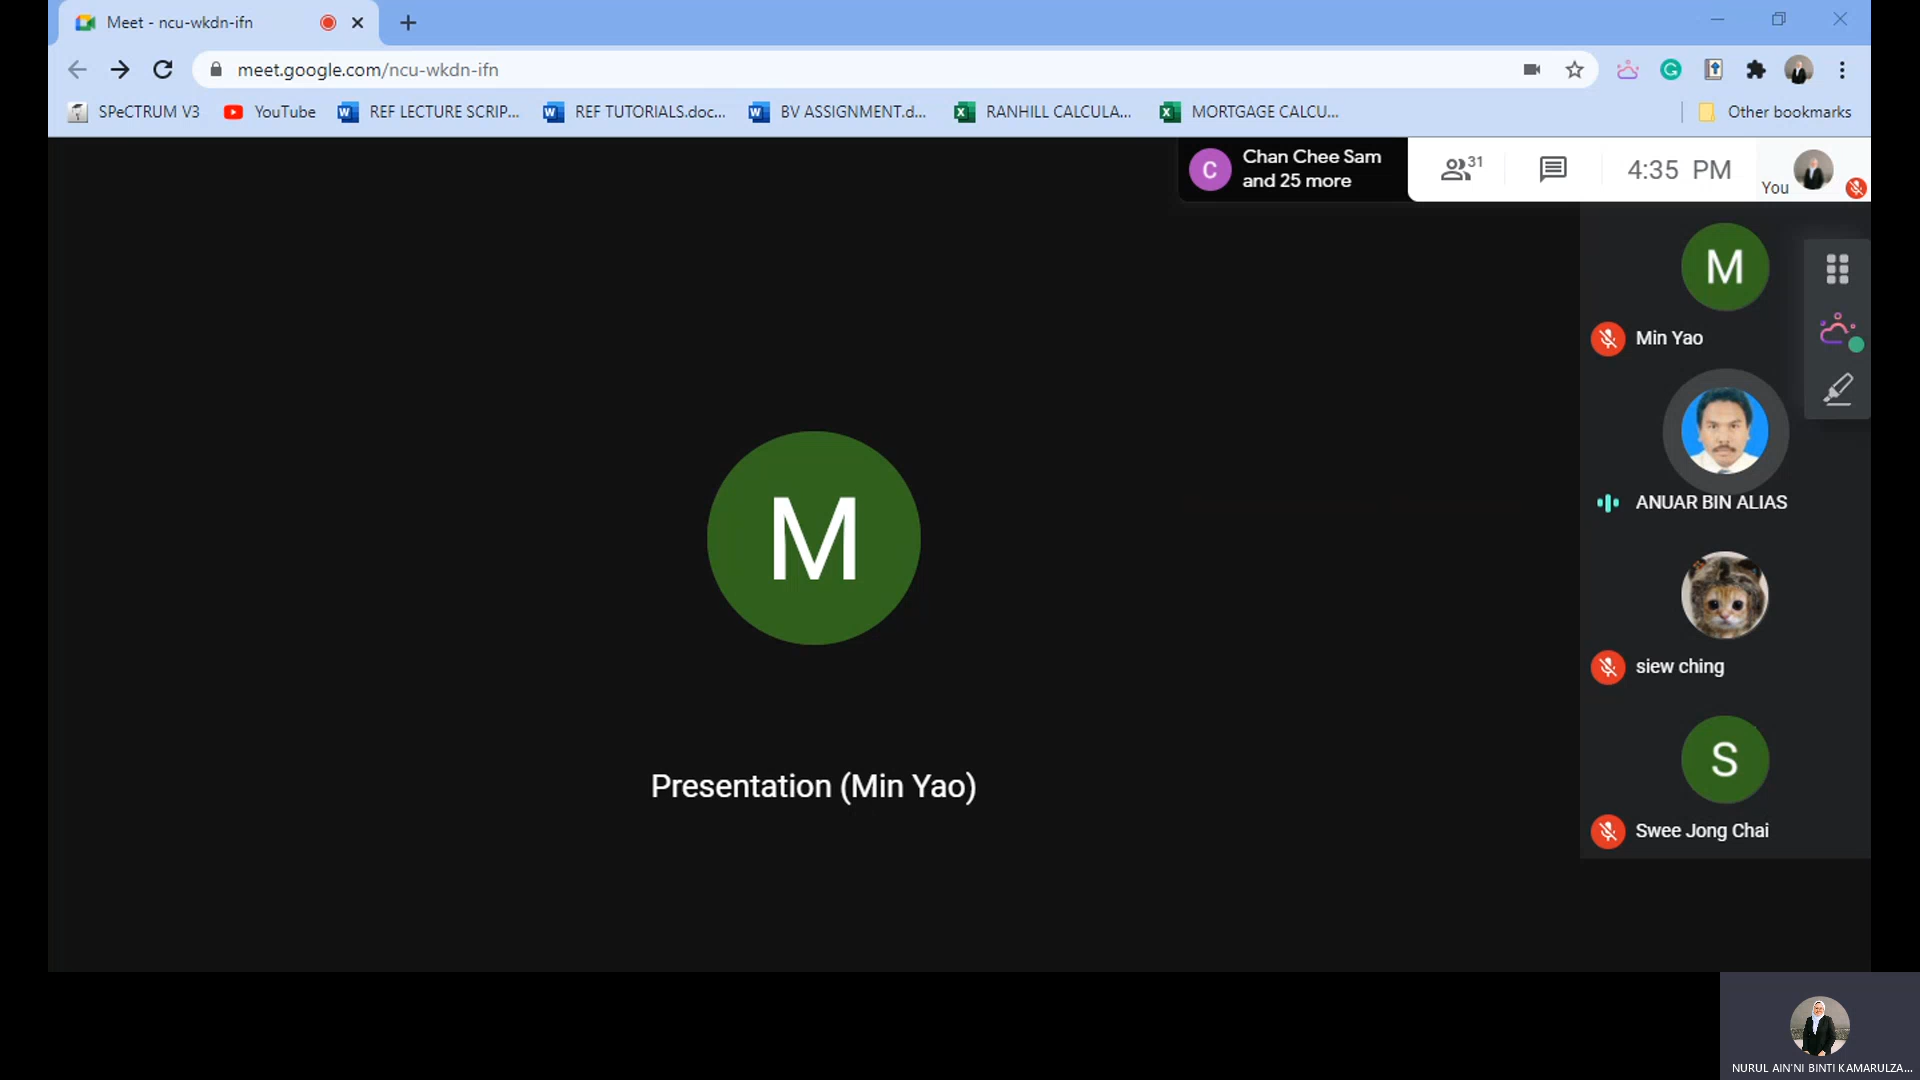 Meet - ncu-wkdn-ifn
meet.google.com/ncu-wkdn-ifn
SPeCTRUM V3
YouTube
REF LECTURE SCRIP...
REF TUTORIALS.doc...
BV ASSIGNMENT.d...
RANHILL CALCULA...
MORTGAGE CALCU...
Other bookmarks
C
Chan Chee Sam
and 25 more
31
4:35 PM
You
M
Min Yao
ANUAR BIN ALIAS
siew ching
S
Swee Jong Chai
M
Presentation (Min Yao)
NURUL AIN'NI BINTI KAMARULZA...